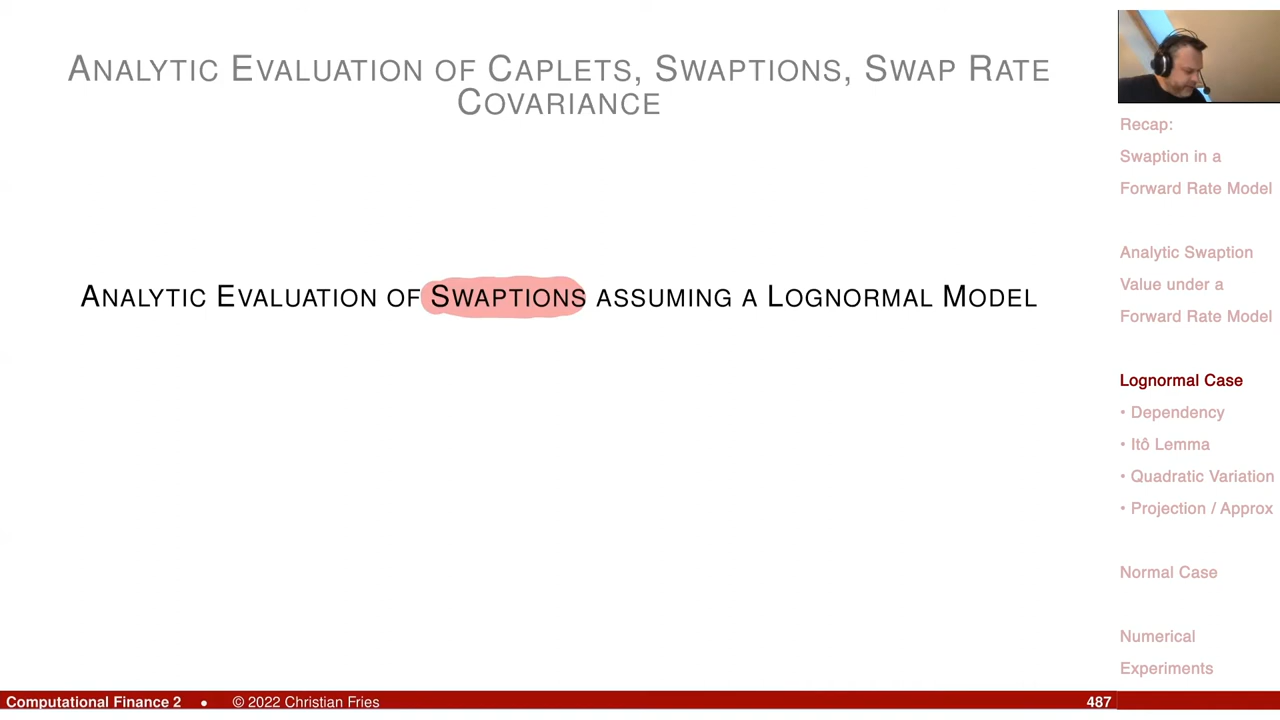 ANALYTIC EVALUATION OF CAPLETS, SWAPTIONS, SWAP RATE
COVARIANCE
ANALYTIC EVALUATION OF SWAPTIONS ASSUMING A LOGNORMAL MODEL
Recap:
Swaption in a
Forward Rate Model
Analytic Swaption
Value under a
Forward Rate Model
Lognormal Case
• Dependency
• Itô Lemma
• Quadratic Variation
• Projection / Approx
Normal Case
Numerical
Experiments
Computational Finance 2 • © 2022 Christian Fries 487